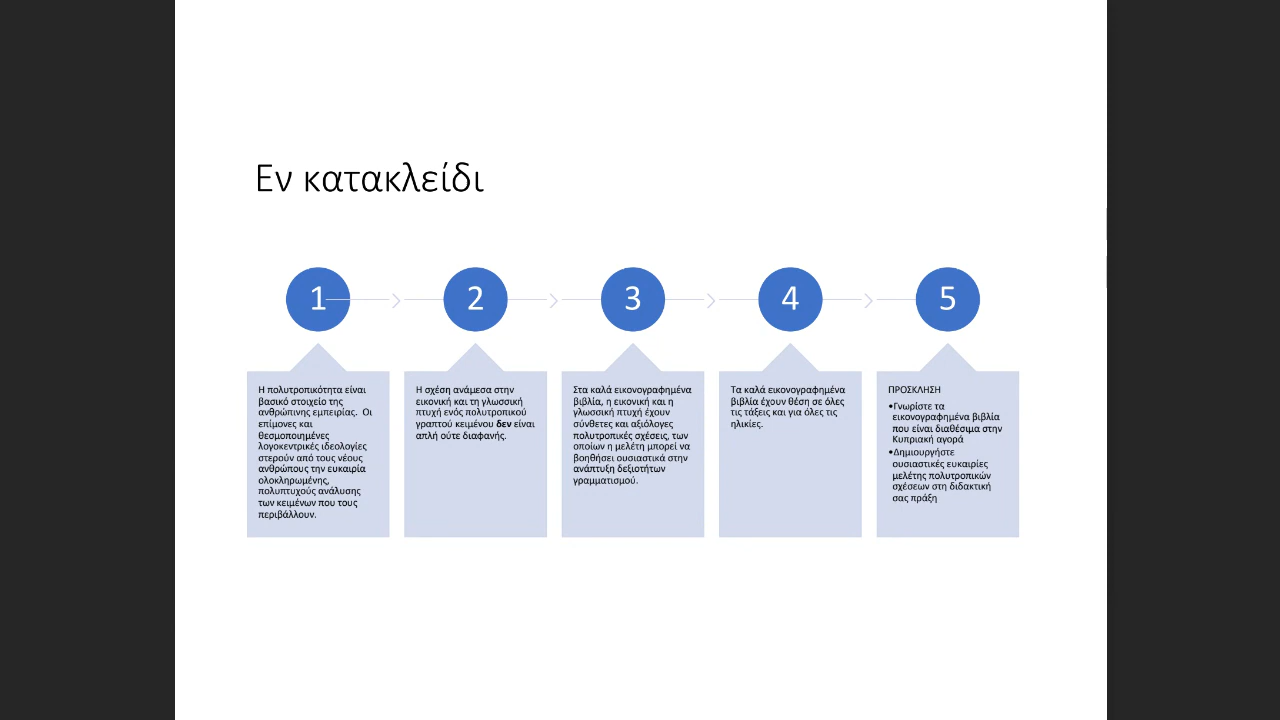 Εν κατακλείδι
1
2
3
4
5
Η πολυτροπικότητα είναι
βασικό στοιχείο της
ανθρώπινης εμπειρίας. Οι
επίμονες και
θεσμοποιημένες
λογοκεντρικές ιδεολογίες
στερούν από τους νέους
ανθρώπους την ευκαιρία
ολοκληρωμένης,
πολυπτυχούς ανάλυσης
των κειμένων που τους
περιβάλλουν.
Η σχέση ανάμεσα στην
εικονική και τη γλωσσική
πτυχή ενός πολυτροπικού
γραπτού κειμένου δεν είναι
απλή ούτε διαφανής.
Στα καλά εικονογραφημένα
βιβλία, η εικονική και η
γλωσσική πτυχή έχουν
σύνθετες και αξιόλογες
πολυτροπικές σχέσεις, των
οποίων η μελέτη μπορεί να
βοηθήσει ουσιαστικά στην
ανάπτυξη δεξιοτήτων
γραμματισμού.
Τα καλά εικονογραφημένα
βιβλία έχουν θέση σε όλες
τις τάξεις και για όλες τις
ηλικίες.
ΠΡΟΣΚΛΗΣΗ
•Γνωρίστε τα
εικονογραφημένα βιβλία
που είναι διαθέσιμα στην
Κυπριακή αγορά
•Δημιουργήστε
ουσιαστικές ευκαιρίες
μελέτης πολυτροπικών
σχέσεων στη διδακτική
σας πράξη